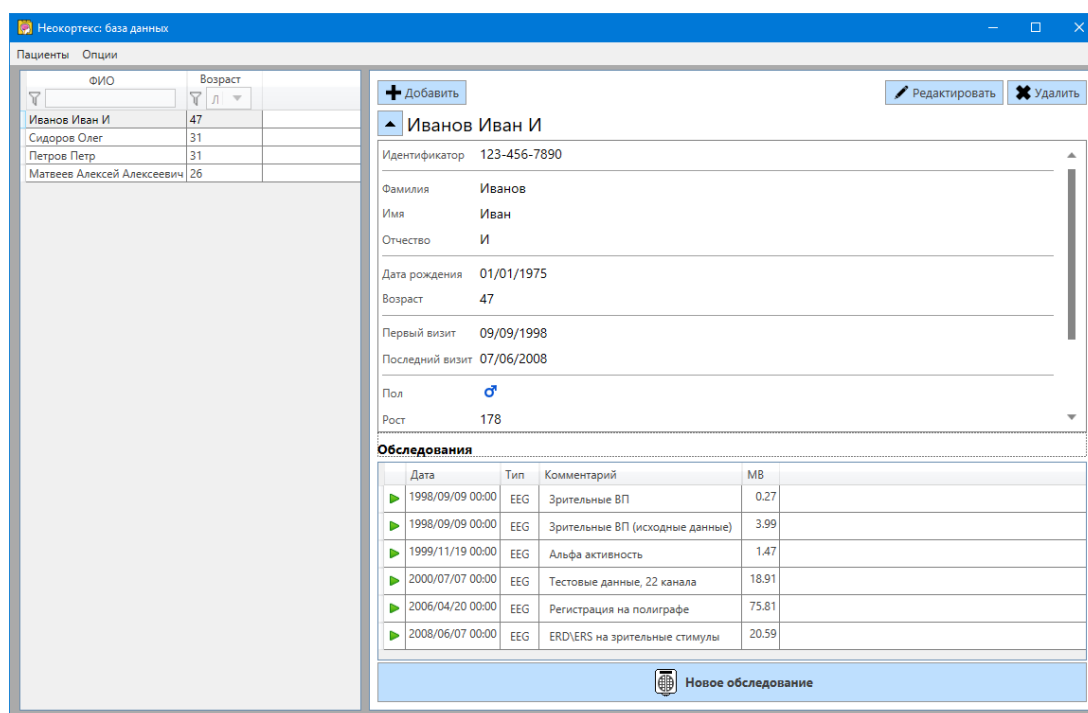 Неокортекс: база данных
Пациенты Опции
ФИО Возраст
Л
Иванов Иван И 47
Сидоров Олег 31
Петров Петр 31
Матвеев Алексей Алексеевич 26
Добавить Редактировать Удалить
Иванов Иван И
Идентификатор 123-456-7890
Фамилия Иванов
Имя Иван
Отчество И
Дата рождения 01/01/1975
Возраст 47
Первый визит 09/09/1998
Последний визит 07/06/2008
Пол
Рост 178
Обследования
Дата Тип Комментарий MB
1998/09/09 00:00 EEG Зрительные ВП 0.27
1998/09/09 00:00 EEG Зрительные ВП (исходные данные) 3.99
1999/11/19 00:00 EEG Альфа активность 1.47
2000/07/07 00:00 EEG Тестовые данные, 22 канала 18.91
2006/04/20 00:00 EEG Регистрация на полиграфе 75.81
2008/06/07 00:00 EEG ERD\ERS на зрительные стимулы 20.59
Новое обследование